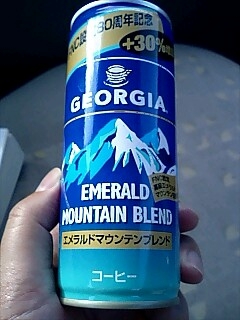 30周年記念
+30%
GEORGIA
EMERALD
MOUNTAIN BLEND
エメラルドマウンテンブレンド
コーヒー